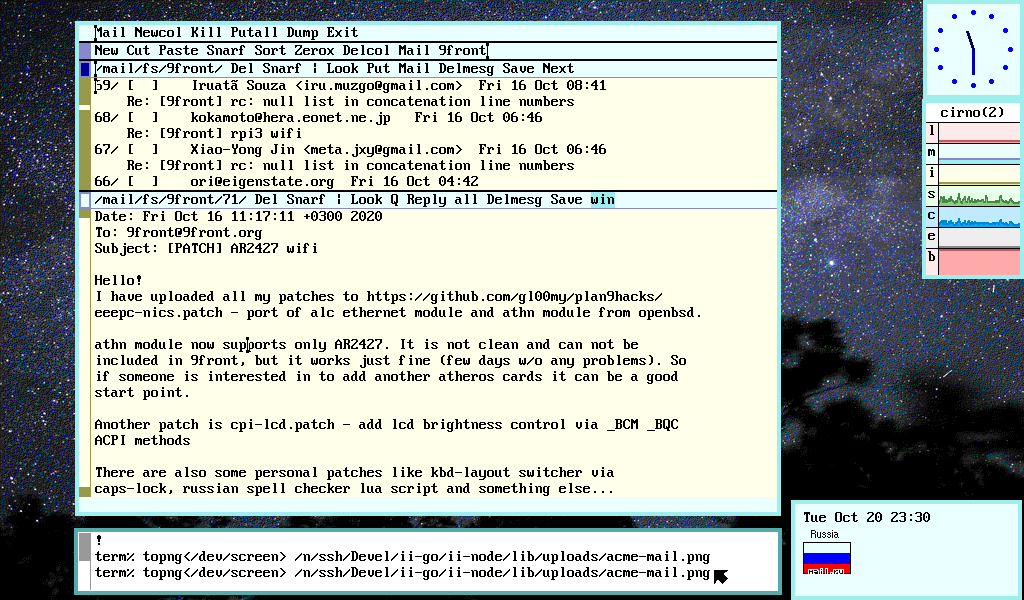 Mail Newcol Kill Putall Dump Exit
New Cut Paste Snarf Sort Zerox Delcol Mail 9front
/mail/fs/9front/ Del Snarf | Look Put Mail Delmesg Save Next
69/ [  ]    Iruatã Souza <iru.muzgo@gmail.com>  Fri 16 Oct 08:41
Re: [9front] rc: null list in concatenation line numbers
68/ [  ]    kokamoto@hera.eonet.ne.jp   Fri 16 Oct 06:46
Re: [9front] rpi3 wifi
67/ [  ]    Xiao-Yong Jin <meta.jxy@gmail.com>  Fri 16 Oct 06:46
Re: [9front] rc: null list in concatenation line numbers
66/ [  ]    ori@eigenstate.org  Fri 16 Oct 04:42
/mail/fs/9front/71/ Del Snarf | Look Q Reply all Delmesg Save win
Date: Fri Oct 16 11:17:11 +0300 2020
To: 9front@9front.org
Subject: [PATCH] AR2427 wifi
Hello!
I have uploaded all my patches to https://github.com/gl00my/plan9hacks/
eeepc-nics.patch - port of alc ethernet module and athn module from openbsd.
athn module now supports only AR2427. It is not clean and can not be
included in 9front, but it works just fine (few days w/o any problems). So
if someone is interested in to add another atheros cards it can be a good
start point.
Another patch is cpi-lcd.patch - add lcd brightness control via _BCM _BQC
ACPI methods
There are also some personal patches like kbd-layout switcher via
caps-lock, russian spell checker lua script and something else...
!
term% topng</dev/screen> /n/ssh/Devel/ii-go/ii-node/lib/uploads/acme-mail.png
term% topng</dev/screen> /n/ssh/Devel/ii-go/ii-node/lib/uploads/acme-mail.png
cirno(2)
l
m
i
s
c
e
b
Tue Oct 20 23:30
Russia
mail.ru